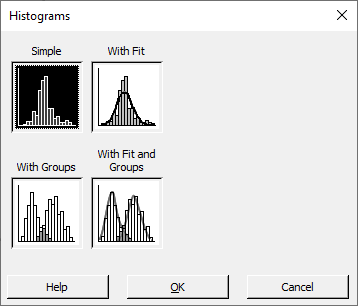 Histograms
Simple
With Fit
With Groups
With Fit and
Groups
Help
OK
Cancel